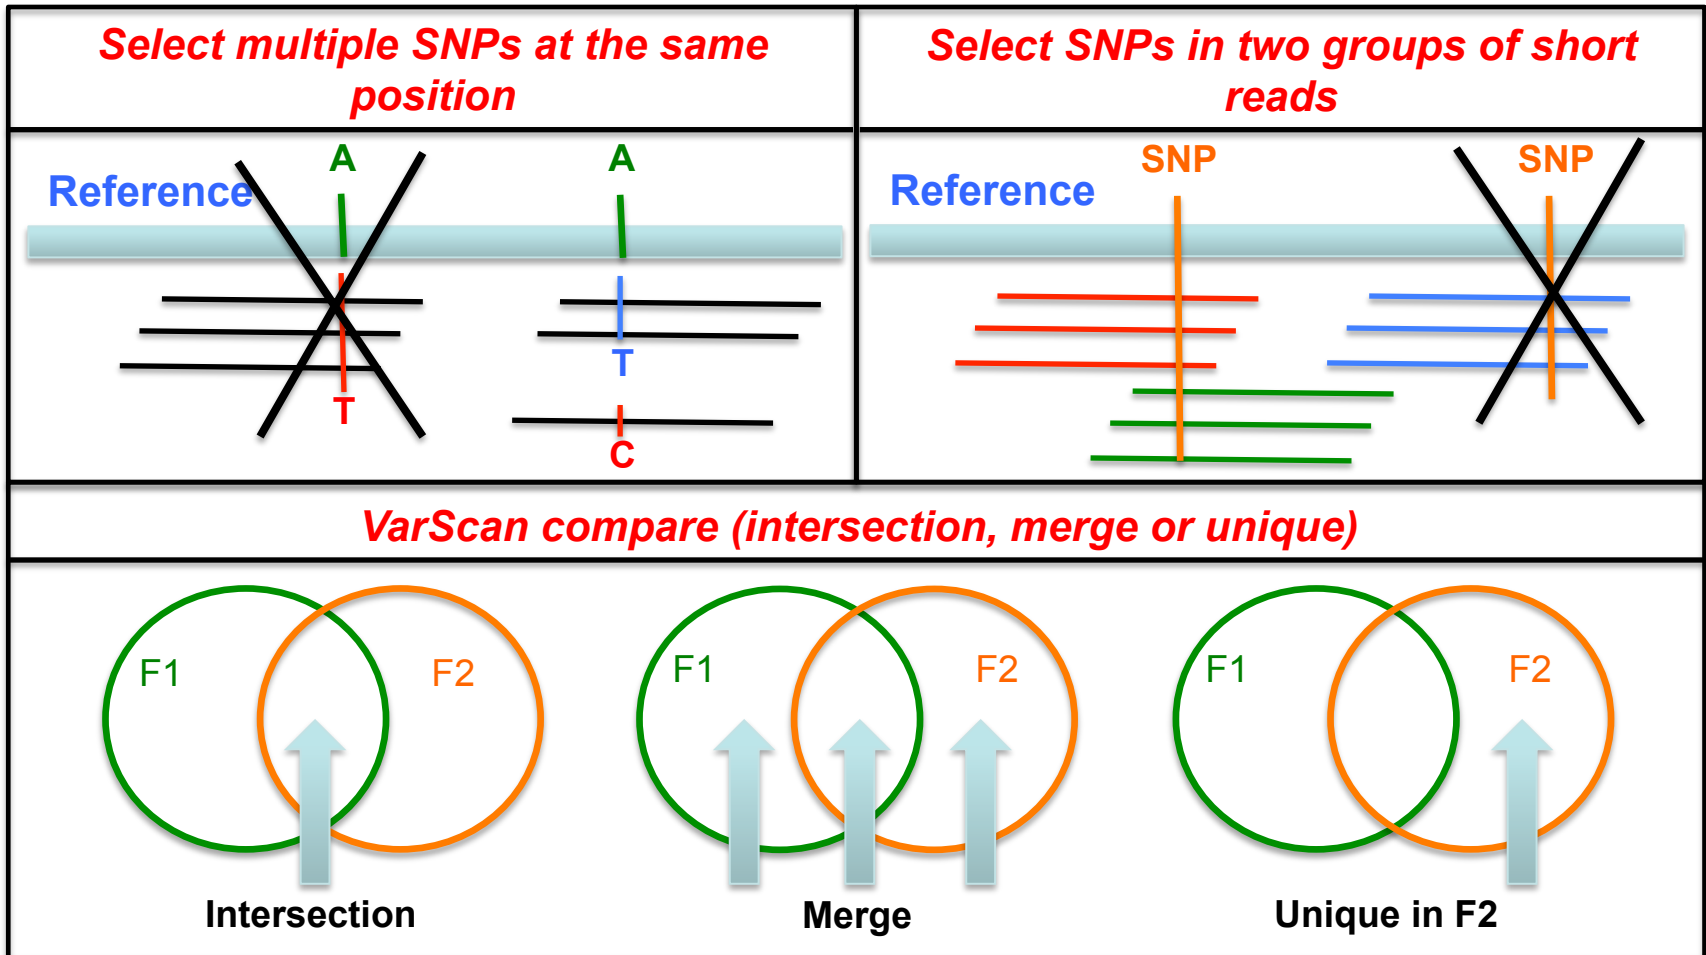 Select multiple SNPs at the same
position
Select SNPs in two groups of short
reads
A
A
Reference
T
T
C
SNP
SNP
Reference
VarScan compare (intersection, merge or unique)
F1
F2
F1
F2
F1
F2
Intersection
Merge
Unique in F2